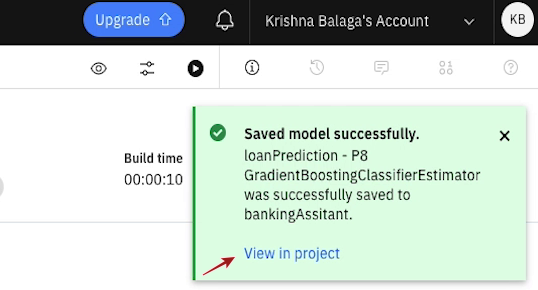 Upgrade
Krishna Balaga's Account
KB
Build time
00:00:10
Saved model successfully.
loanPrediction - P8
GradientBoostingClassifierEstimator
was successfully saved to
bankingAssitant.
View in project